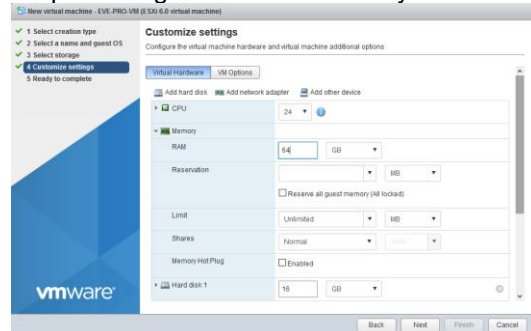 New virtual machine - EVE-PRO-VM (ESXi 6.0 virtual machine)
1 Select creation type
2 Select a name and guest OS
3 Select storage
4 Customize settings
5 Ready to complete
Customize settings
Configure the virtual machine hardware and virtual machine additional options
Virtual Hardware VM Options
Add hard disk Add network adapter Add other device
CPU 24
Memory
RAM 64 GB
Reservation MB
Reserve all guest memory (All locked)
Limit Unlimited MB
Shares Normal
Memory Hot Plug Enabled
Hard disk 1 16 GB
vmware
Back Next Finish Cancel